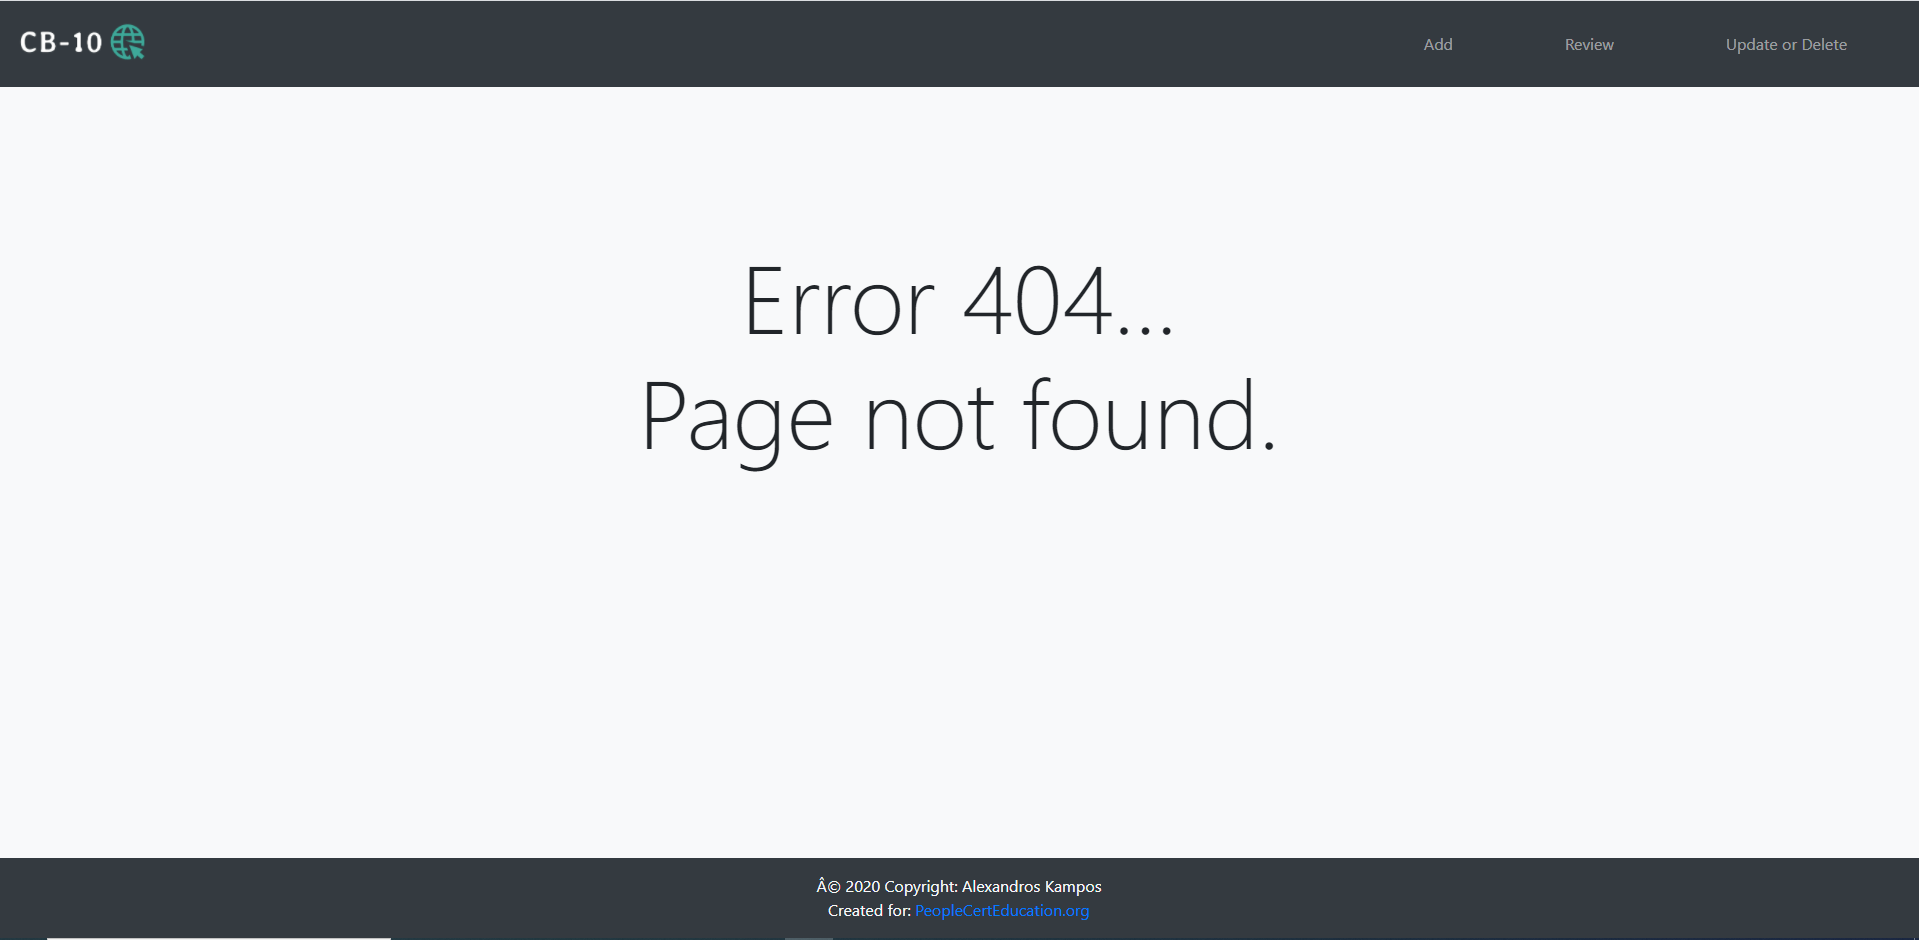 CB-10
Add
Review
Update or Delete
Error 404...
Page not found.
Â© 2020 Copyright: Alexandros Kampos
Created for: PeopleCertEducation.org